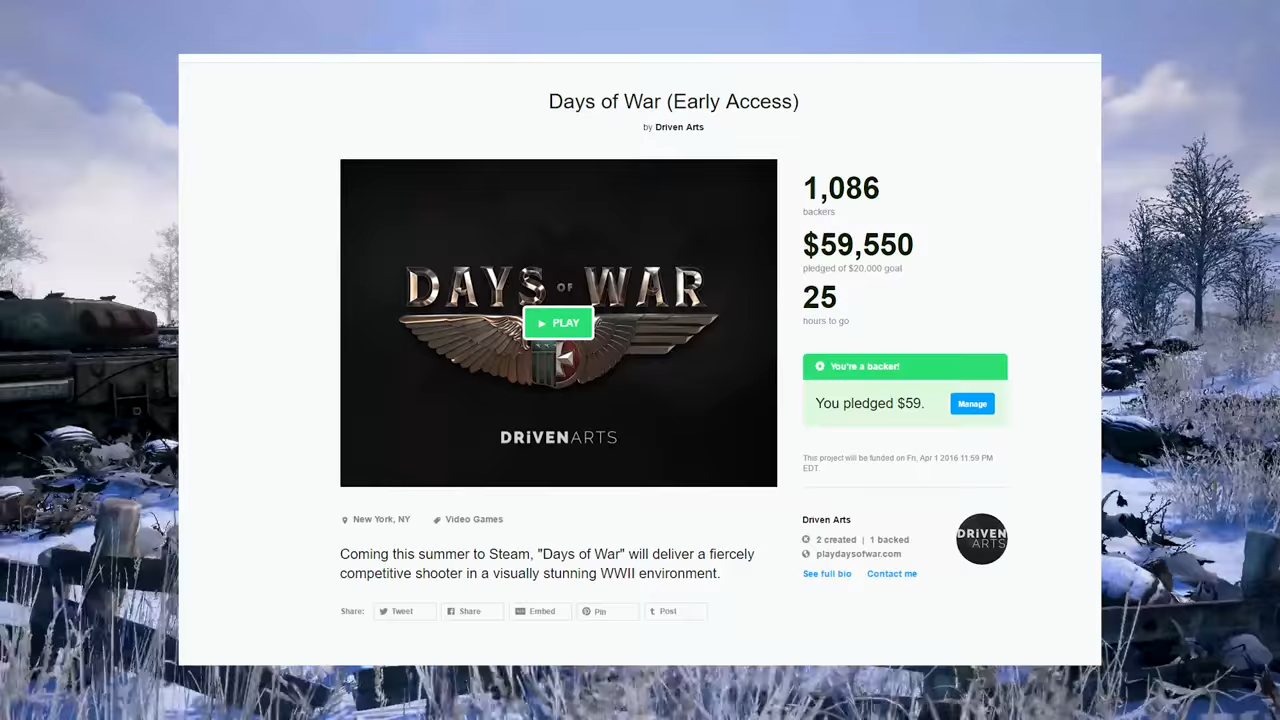 Days of War (Early Access)
by Driven Arts
DAYS OF WAR
PLAY
DRiVENARTS
1,086
backers
$59,550
pledged of $20,000 goal
25
hours to go
You're a backer!
You pledged $59.
Manage
This project will be funded on Fri, Apr 1 2016 11:59 PM
EDT.
New York, NY
Video Games
Coming this summer to Steam, "Days of War" will deliver a fiercely
competitive shooter in a visually stunning WWII environment.
Share:
Tweet
Share
Embed
Pin
Post
Driven Arts
2 created | 1 backed
playdaysofwar.com
See full bio
Contact me
DRIVEN
ARTS